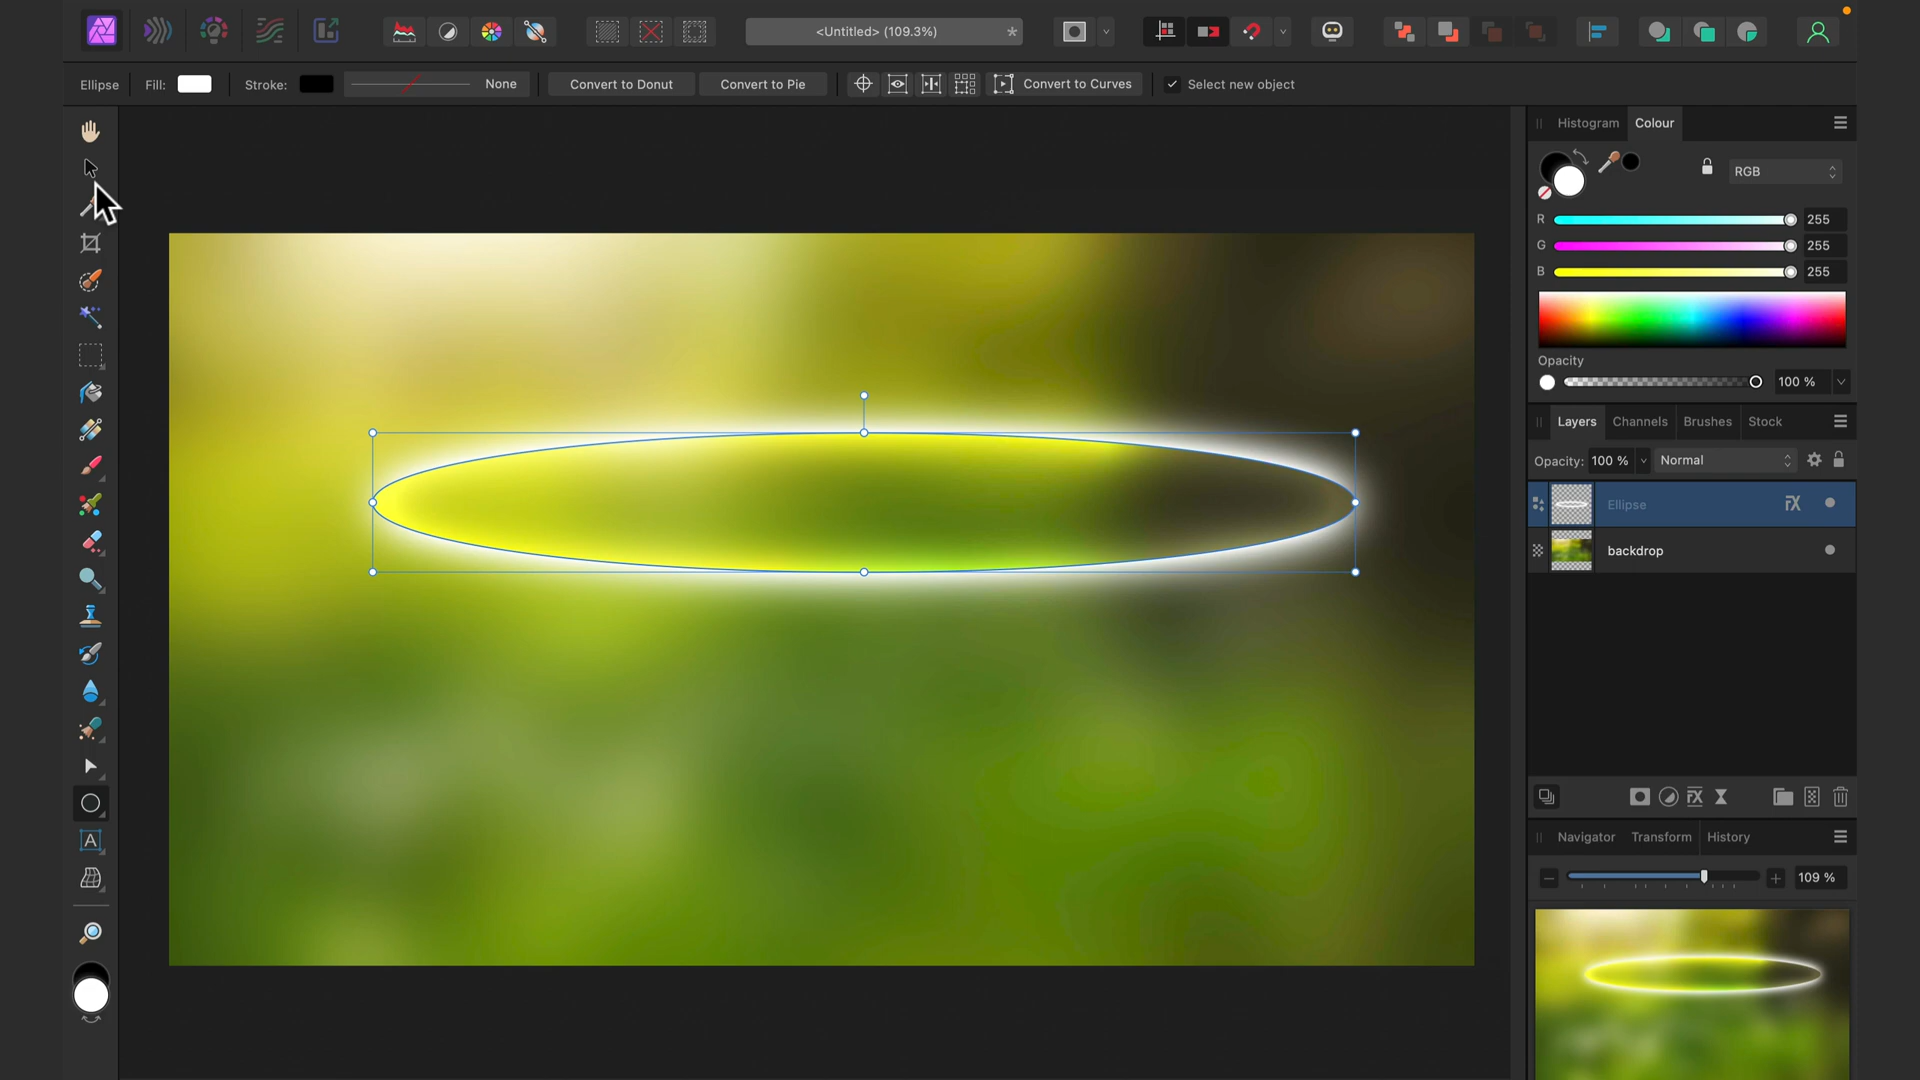 <Untitled> (109.3%)
*
Ellipse
Fill:
Stroke:
None
Convert to Donut
Convert to Pie
Convert to Curves
Select new object
Histogram
Colour
RGB
R
255
G
255
B
255
Opacity
100 %
Layers
Channels
Brushes
Stock
Opacity: 100 %
Normal
Ellipse
backdrop
Navigator
Transform
History
109 %